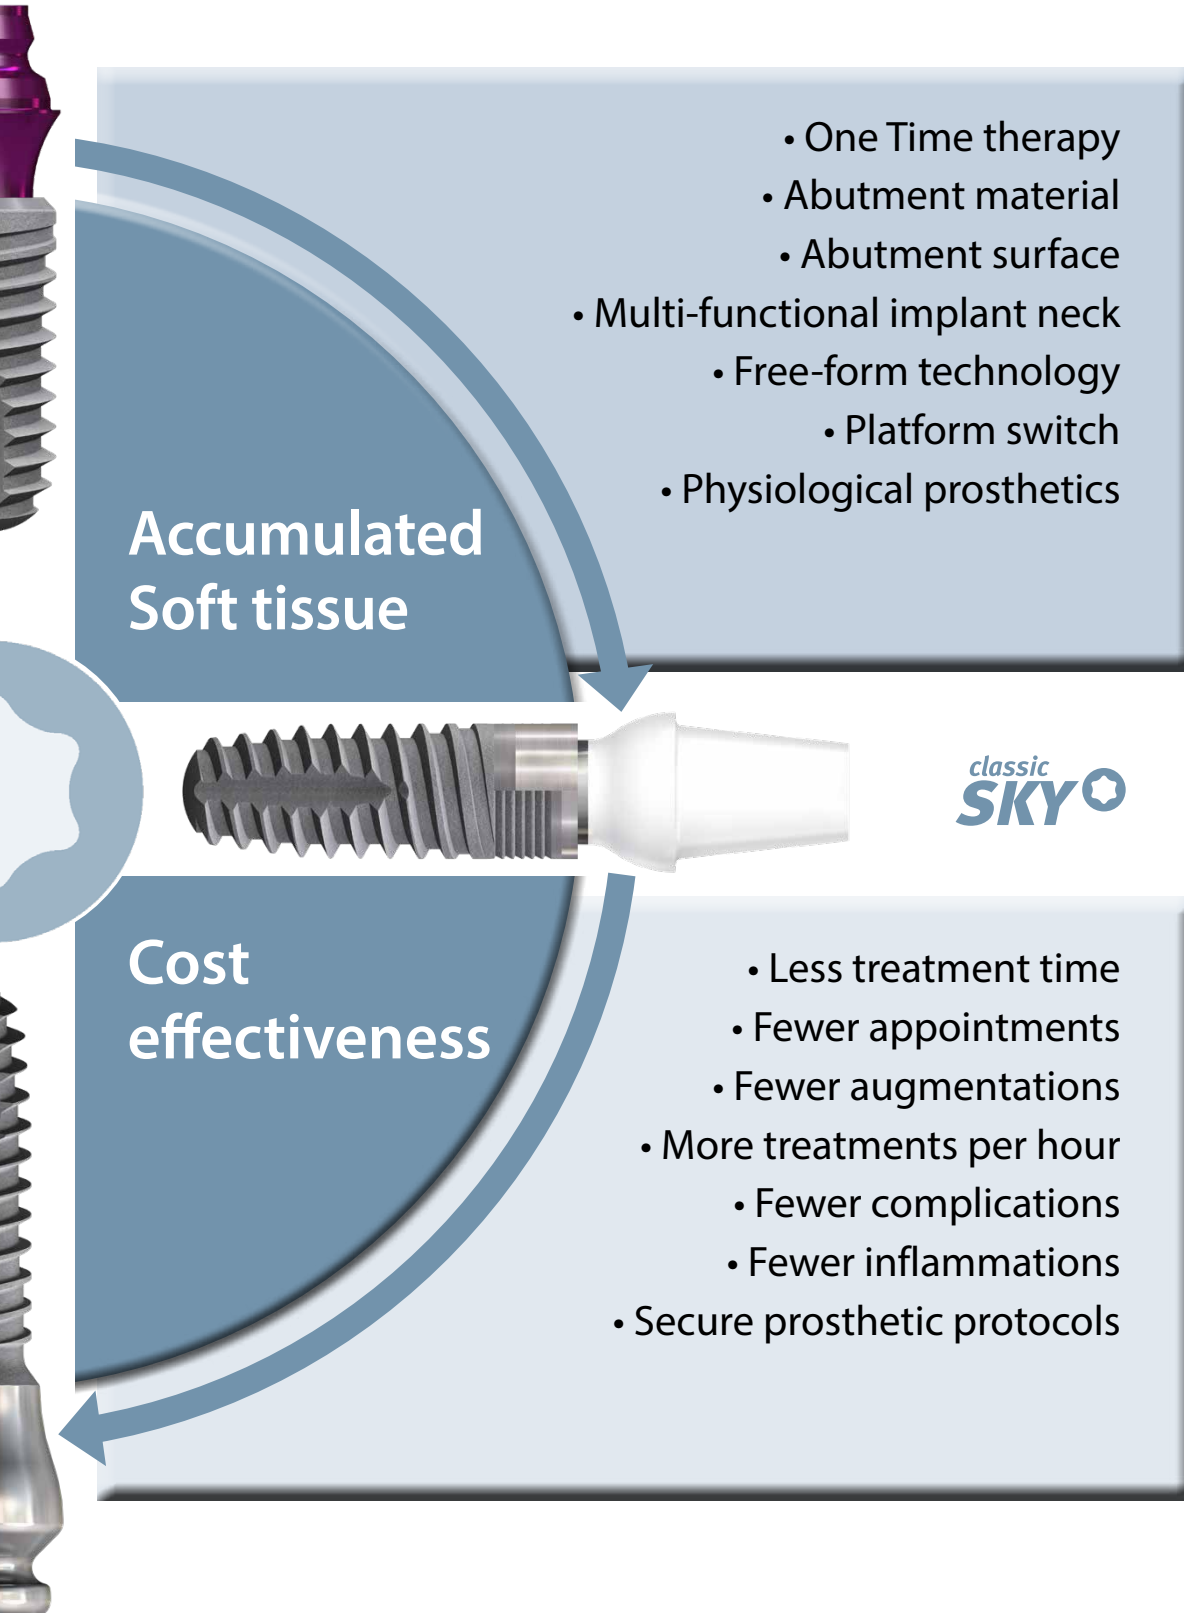 • One Time therapy
• Abutment material
• Abutment surface
• Multi-functional implant neck
• Free-form technology
• Platform switch
• Physiological prosthetics
Accumulated
Soft tissue
classic
SKY
Cost
effectiveness
• Less treatment time
• Fewer appointments
• Fewer augmentations
• More treatments per hour
• Fewer complications
• Fewer inflammations
• Secure prosthetic protocols